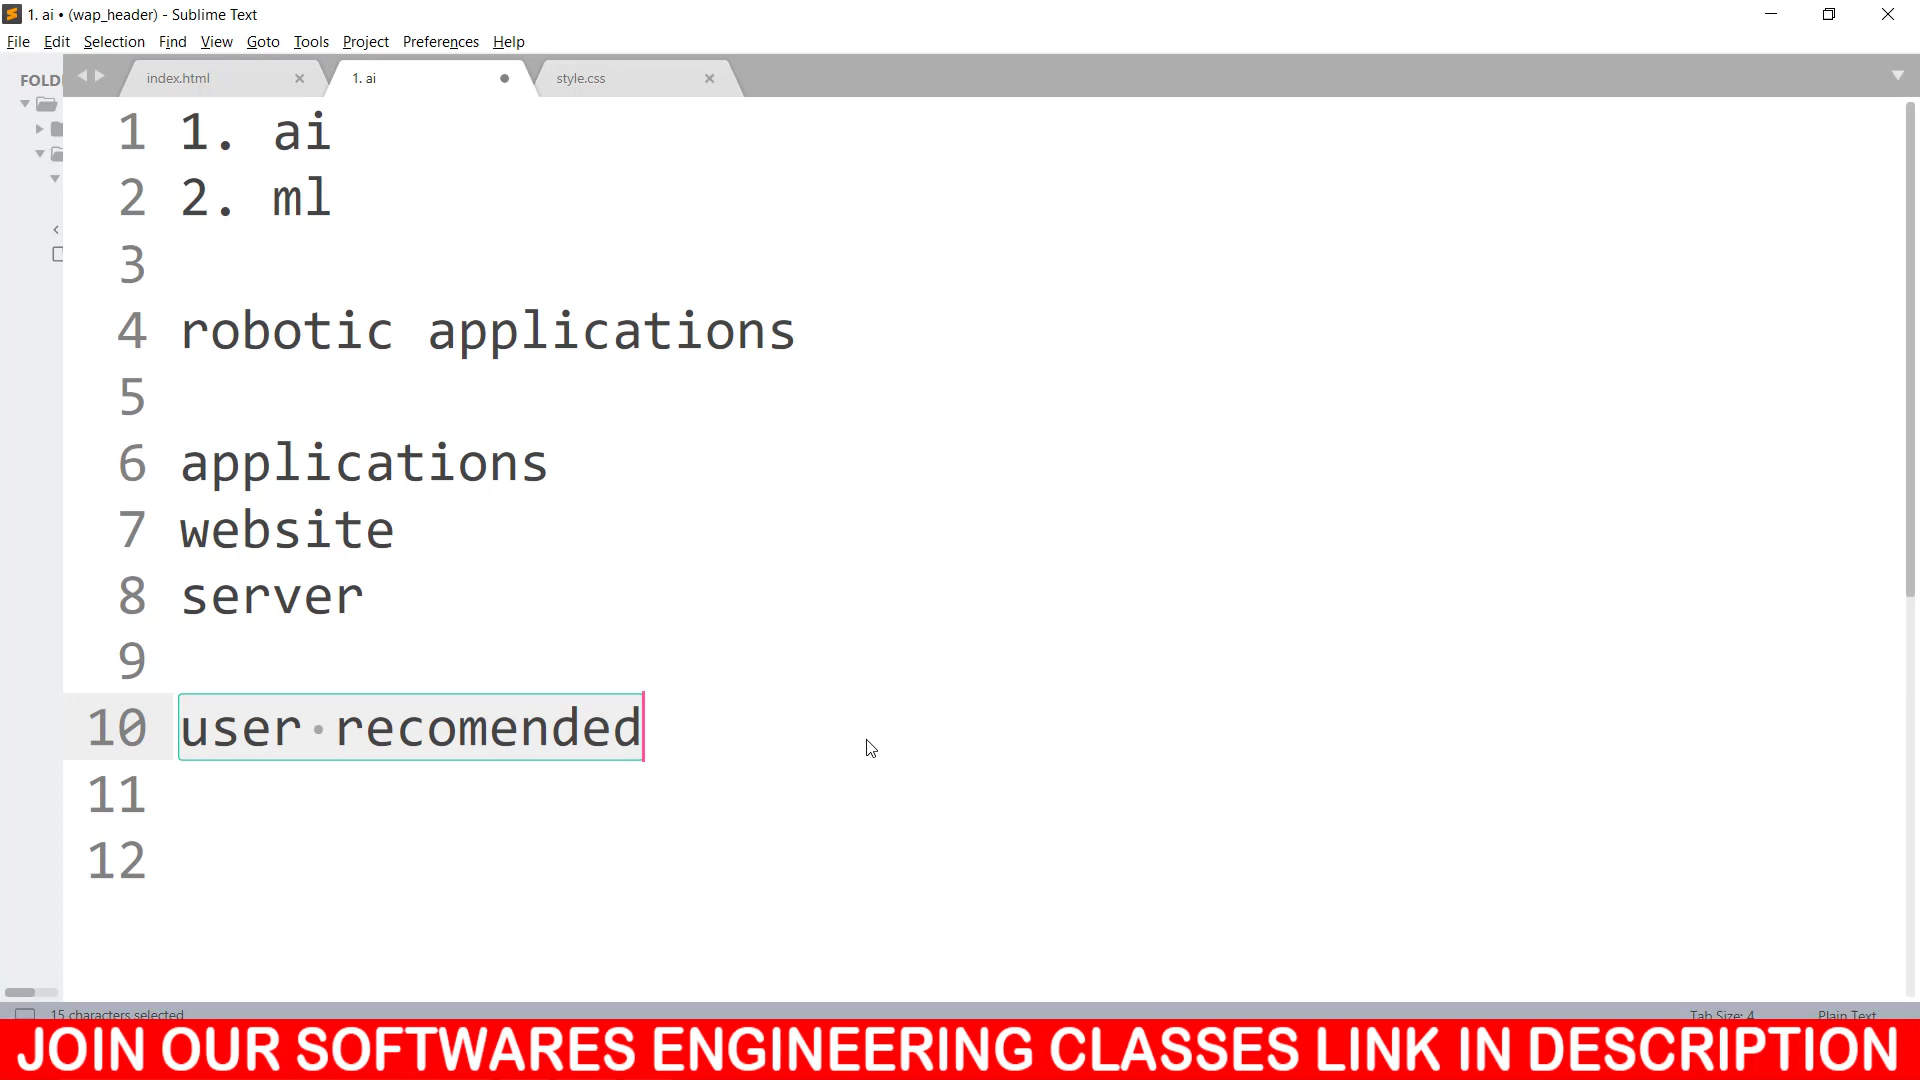 1. ai • (wap_header) - Sublime Text
File Edit Selection Find View Goto Tools Project Preferences Help
FOLD
index.html
1. ai
style.css
1 1. ai
2 2. ml
3
4 robotic applications
5
6 applications
7 website
8 server
9
10 user recomended
11
12
15 characters selected
Tab Size: 4
Plain Text
JOIN OUR SOFTWARES ENGINEERING CLASSES LINK IN DESCRIPTION